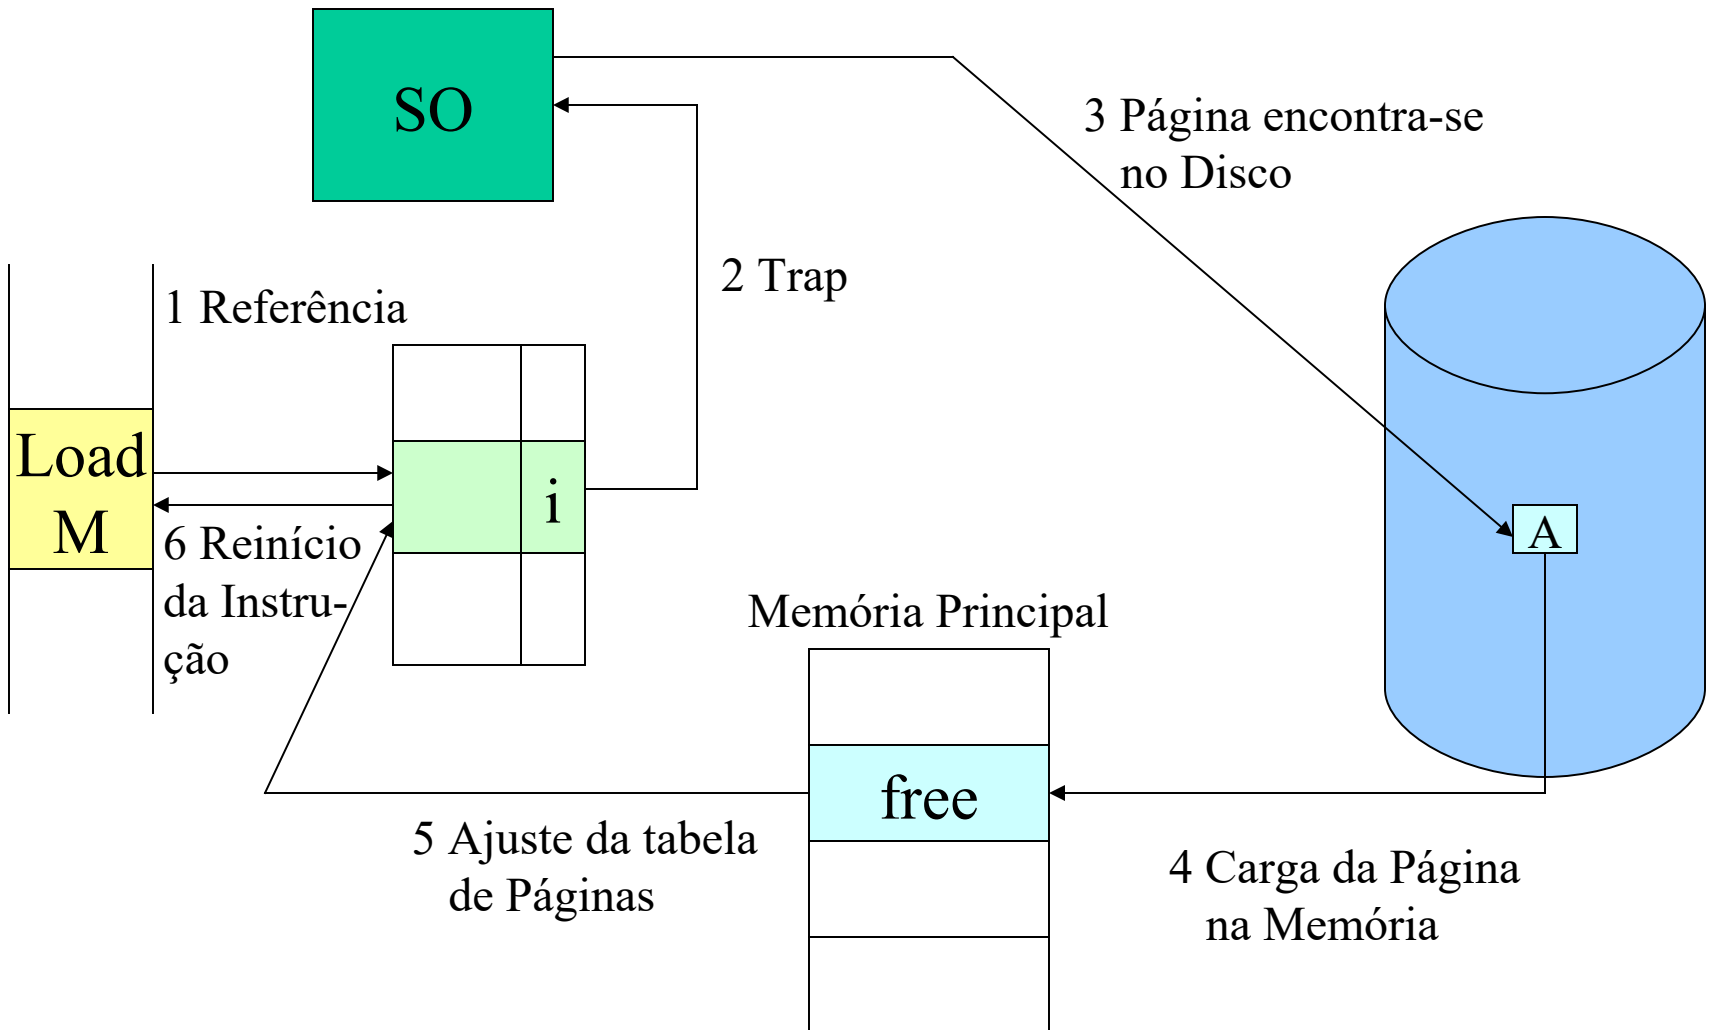 SO
3 Página encontra-se
no Disco
2 Trap
1 Referência
Load
M
i
6 Reinício
da Instru-
ção
A
Memória Principal
free
5 Ajuste da tabela
de Páginas
4 Carga da Página
na Memória